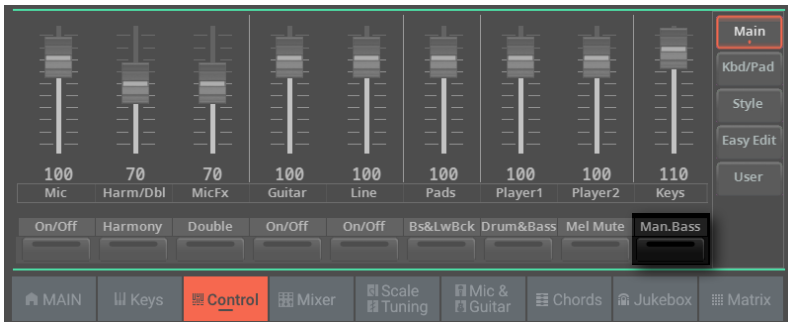 Main
Kbd/Pad
Style
Easy Edit
User
100 70 70 100 100 100 100 100 110
Mic Harm/Dbl MicFx Guitar Line Pads Player1 Player2 Keys
On/Off Harmony Double On/Off On/Off Bs&LwBck Drum&Bass Mel Mute Man.Bass
MAIN Keys Control Mixer Scale Tuning Mic & Guitar Chords Jukebox Matrix